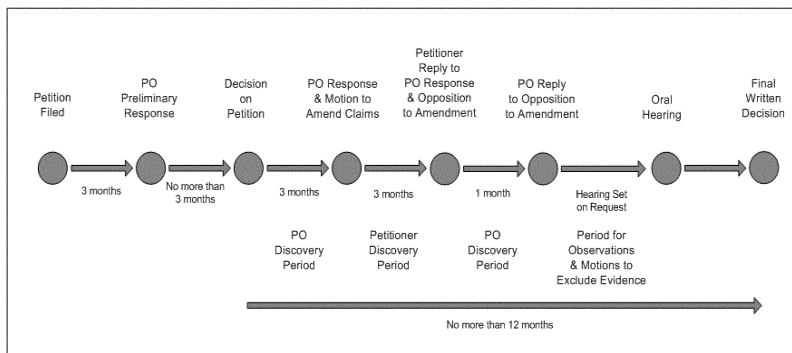 Petition
Filed
PO
Preliminary
Response
Decision
on
Petition
PO Response
& Motion to
Amend Claims
Petitioner
Reply to
PO Response
& Opposition
to Amendment
PO Reply
to Opposition
to Amendment
Oral
Hearing
Final
Written
Decision
3 months
No more than
3 months
3 months
3 months
1 month
Hearing Set
on Request
PO
Discovery
Period
Petitioner
Discovery
Period
PO
Discovery
Period
Period for
Observations
& Motions to
Exclude Evidence
No more than 12 months